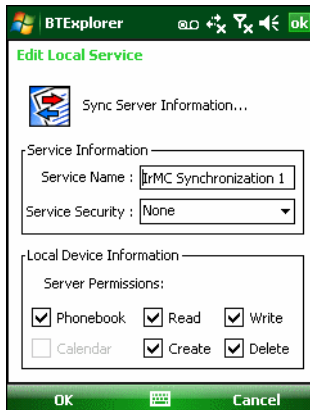 BTExplorer ok
Edit Local Service
Sync Server Information...
Service Information
Service Name : IrMC Synchronization 1
Service Security : None
Local Device Information
Server Permissions:
Phonebook Read Write
Calendar Create Delete
OK Cancel